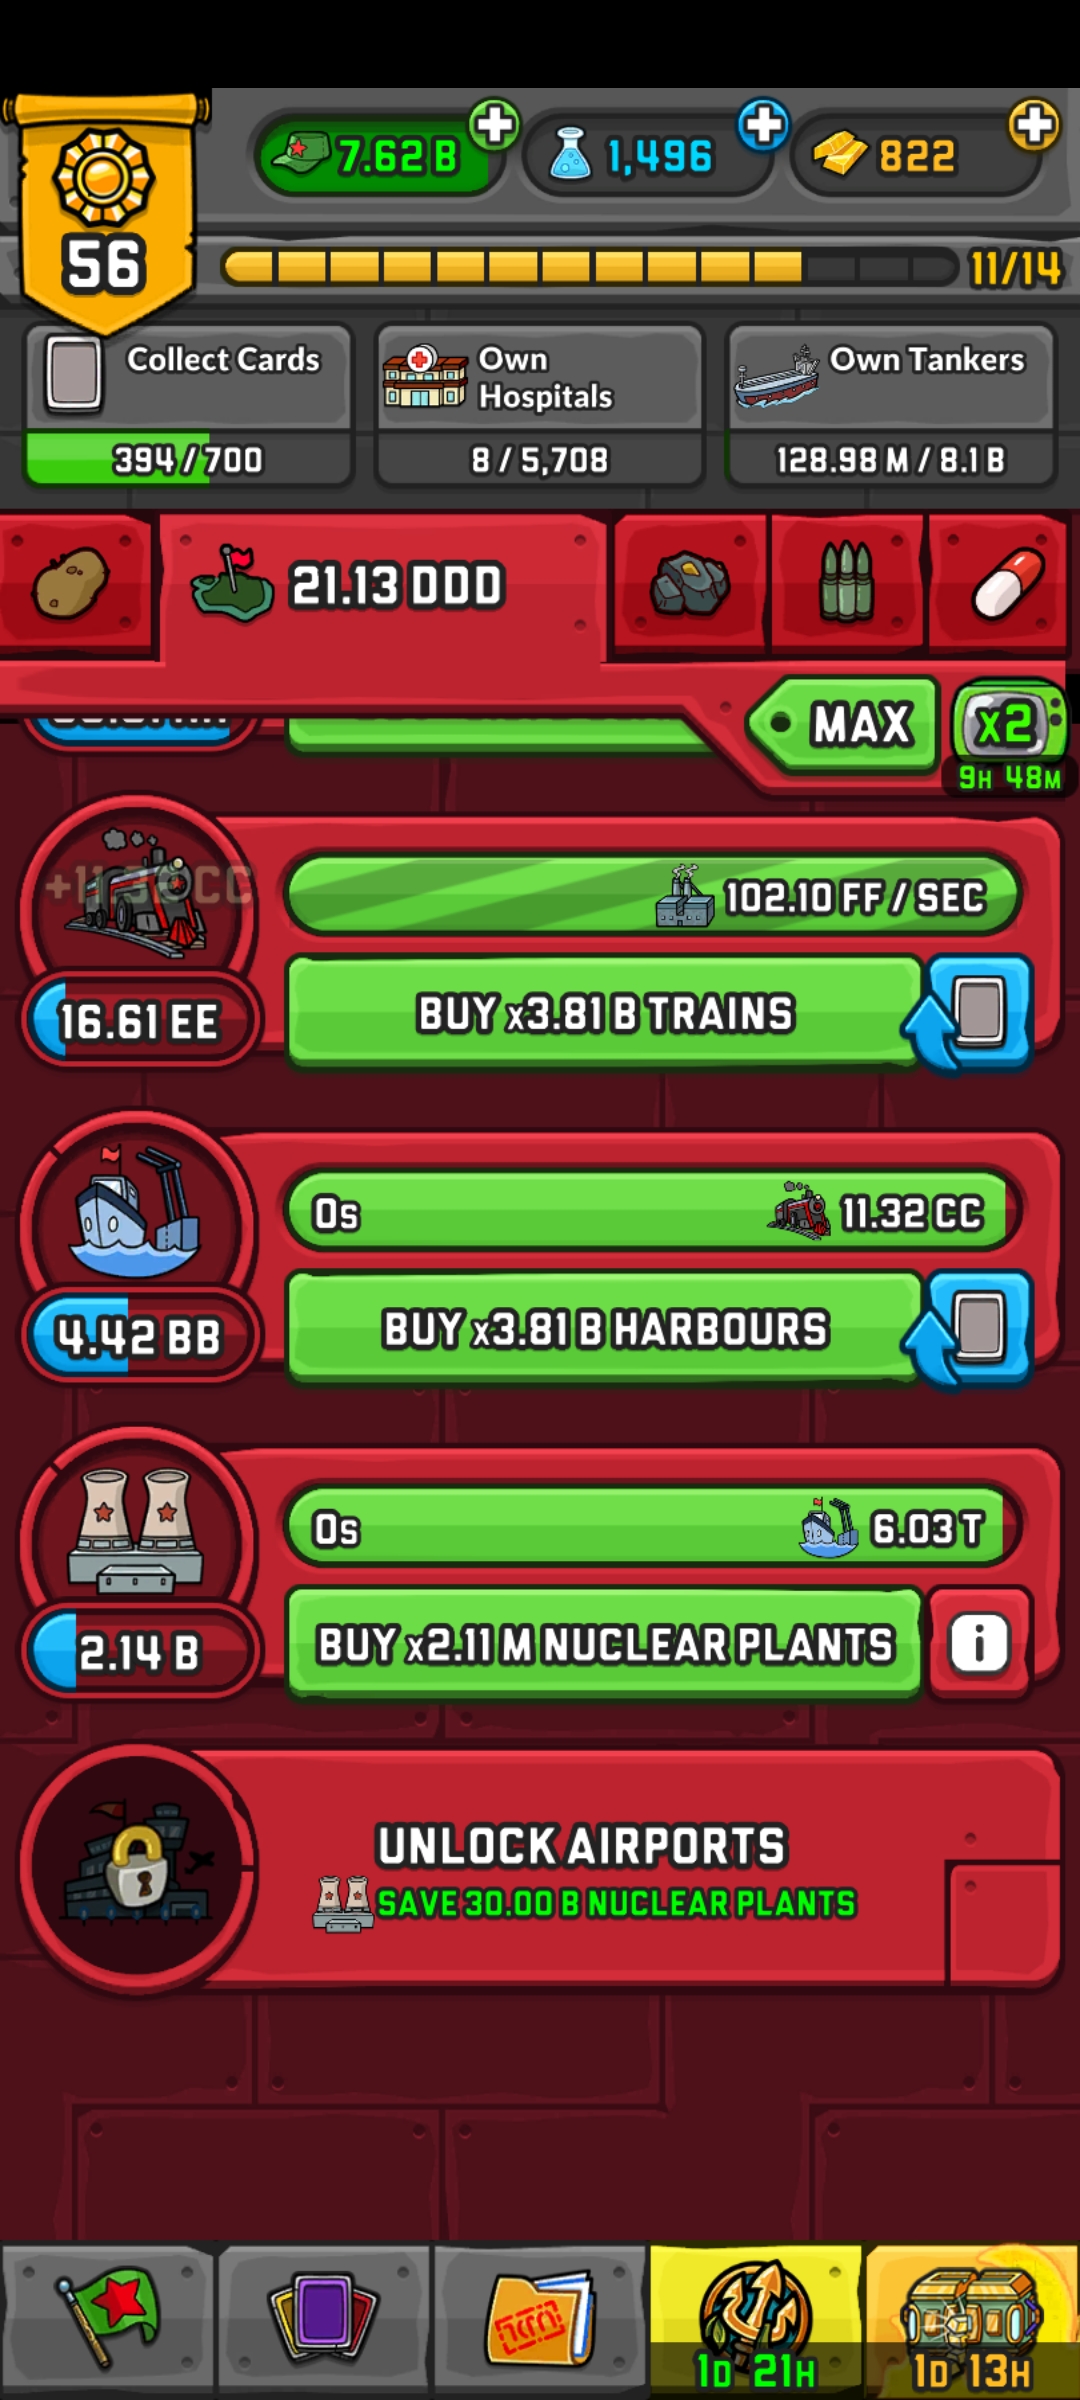 7.62 B
1,496
822
56
11/14
Collect Cards
394 / 700
Own
Hospitals
8 / 5,708
Own Tankers
128.98 M / 8.1 B
21.13 DDD
MAX
x2
9H 48M
102.10 FF / SEC
16.61 EE
BUY x3.81 B TRAINS
0s
11.32 CC
4.42 BB
BUY x3.81 B HARBOURS
0s
6.03 T
2.14 B
BUY x2.11 M NUCLEAR PLANTS
i
UNLOCK AIRPORTS
SAVE 30.00 B NUCLEAR PLANTS
1D 21H
1D 13H